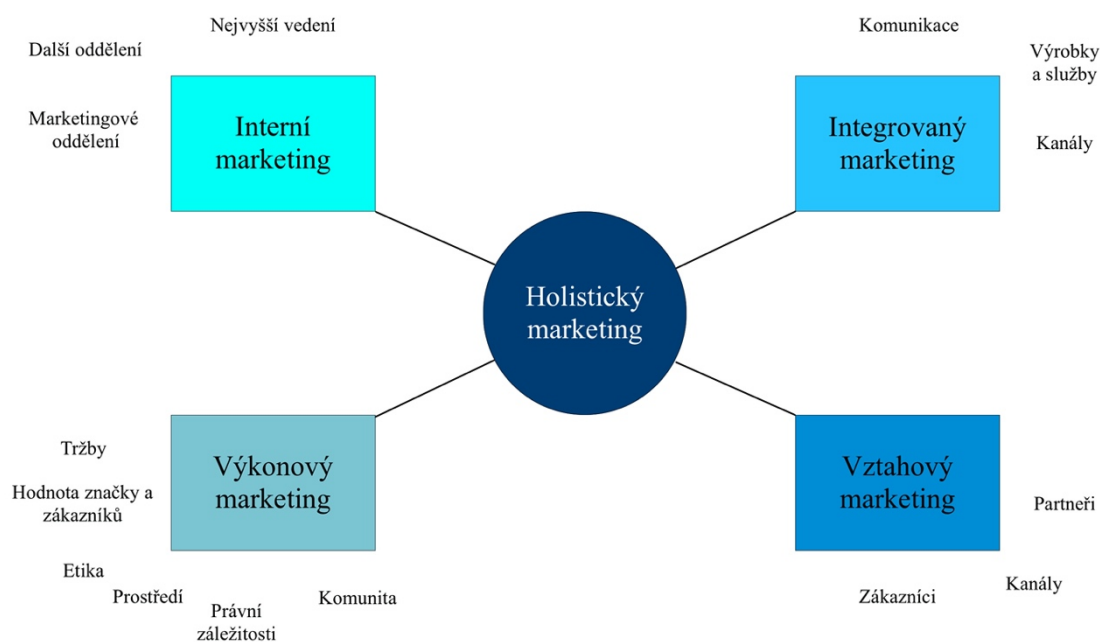 Nejvyšší vedení
Další oddělení
Marketingové
oddělení
Interní
marketing
Komunikace
Výrobky
a služby
Kanály
Integrovaný
marketing
Holistický
marketing
Tržby
Hodnota značky a
zákazníků
Etika
Prostředí
Právní
záležitosti
Komunita
Výkonový
marketing
Vztahový
marketing
Partneři
Kanály
Zákazníci